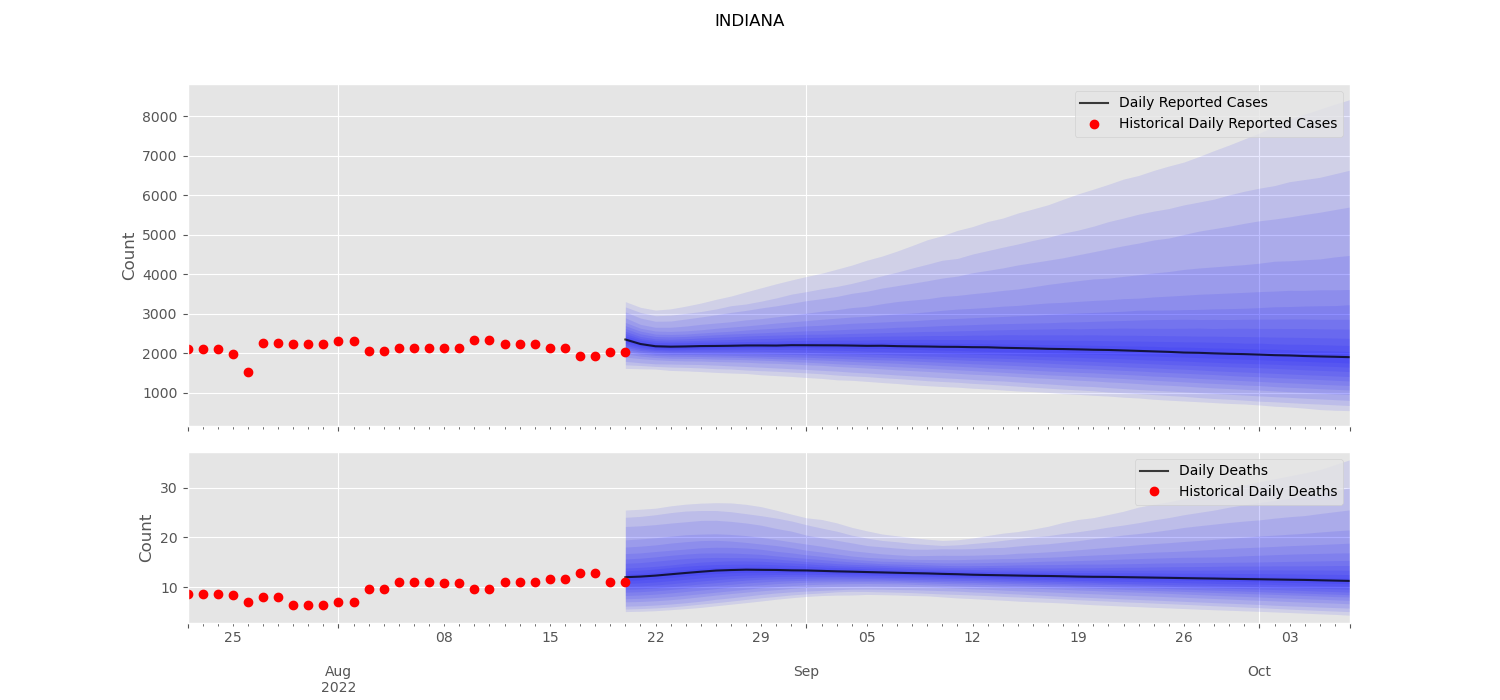 INDIANA
Daily Reported Cases
Historical Daily Reported Cases
8000
7000
6000
5000
4000
3000
2000
1000
Count
Daily Deaths
Historical Daily Deaths
30
20
10
Count
25 08 15 22 29 05 12 19 26 03
Aug Sep Oct
2022